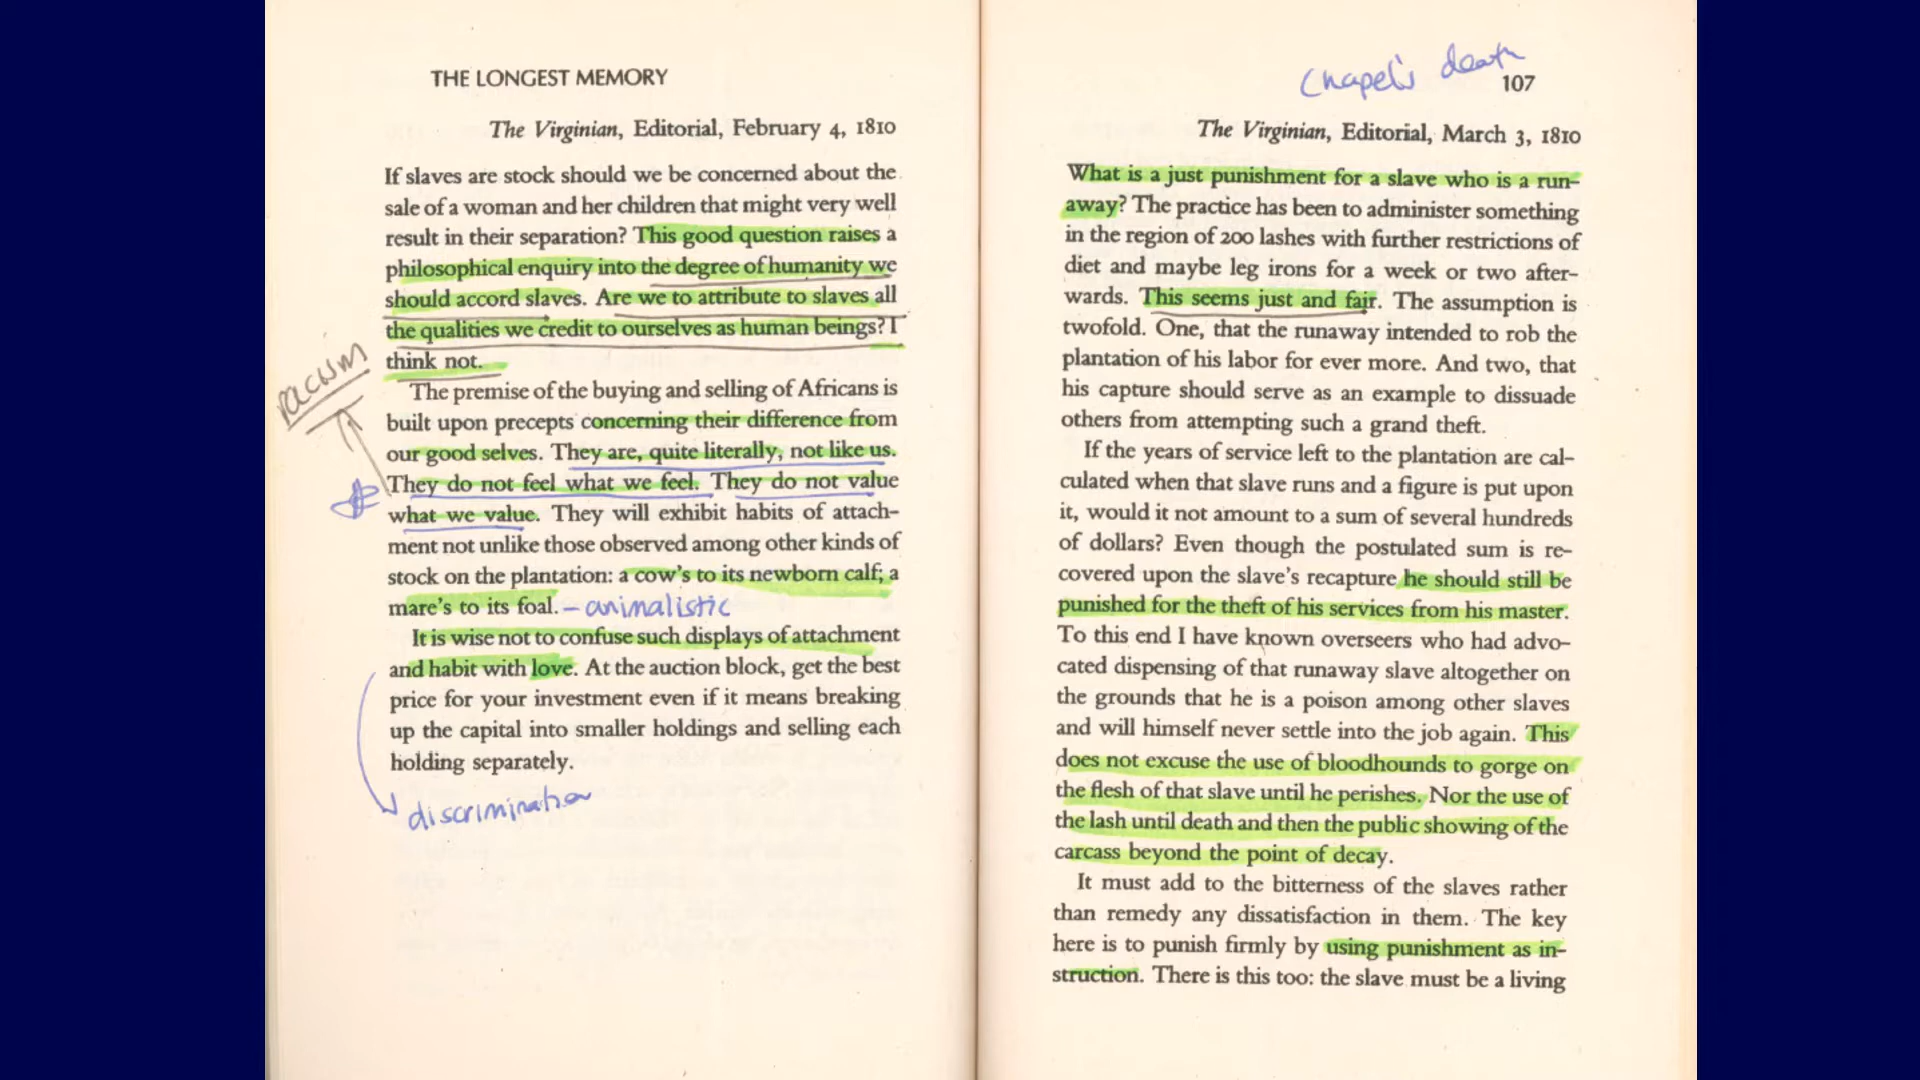 THE LONGEST MEMORY
The Virginian, Editorial, February 4, 1810
If slaves are stock should we be concerned about the
sale of a woman and her children that might very well
result in their separation? This good question raises a
philosophical enquiry into the degree of humanity we
should accord slaves. Are we to attribute to slaves all
the qualities we credit to ourselves as human beings? I
think not.
racism
The premise of the buying and selling of Africans is
built upon precepts concerning their difference from
our good selves. They are, quite literally, not like us.
They do not feel what we feel. They do not value
what we value. They will exhibit habits of attach-
ment not unlike those observed among other kinds of
stock on the plantation: a cow's to its newborn calf; a
mare's to its foal. – animalistic
It is wise not to confuse such displays of attachment
and habit with love. At the auction block, get the best
price for your investment even if it means breaking
up the capital into smaller holdings and selling each
holding separately.
discrimination
Chapel's death
107
The Virginian, Editorial, March 3, 1810
What is a just punishment for a slave who is a run-
away? The practice has been to administer something
in the region of 200 lashes with further restrictions of
diet and maybe leg irons for a week or two after-
wards. This seems just and fair. The assumption is
twofold. One, that the runaway intended to rob the
plantation of his labor for ever more. And two, that
his capture should serve as an example to dissuade
others from attempting such a grand theft.
If the years of service left to the plantation are cal-
culated when that slave runs and a figure is put upon
it, would it not amount to a sum of several hundreds
of dollars? Even though the postulated sum is re-
covered upon the slave's recapture he should still be
punished for the theft of his services from his master.
To this end I have known overseers who had advo-
cated dispensing of that runaway slave altogether on
the grounds that he is a poison among other slaves
and will himself never settle into the job again. This
does not excuse the use of bloodhounds to gorge on
the flesh of that slave until he perishes. Nor the use of
the lash until death and then the public showing of the
carcass beyond the point of decay.
It must add to the bitterness of the slaves rather
than remedy any dissatisfaction in them. The key
here is to punish firmly by using punishment as in-
struction. There is this too: the slave must be a living